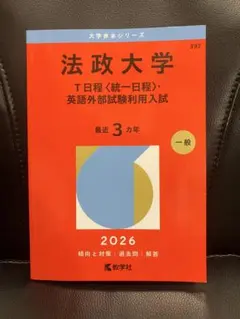 大学赤本シリーズ
法政大学
T日程〈統一日程〉・
英語外部試験利用入試
最近3カ年
一般
2026
傾向と対策｜過去問｜解答
教学社